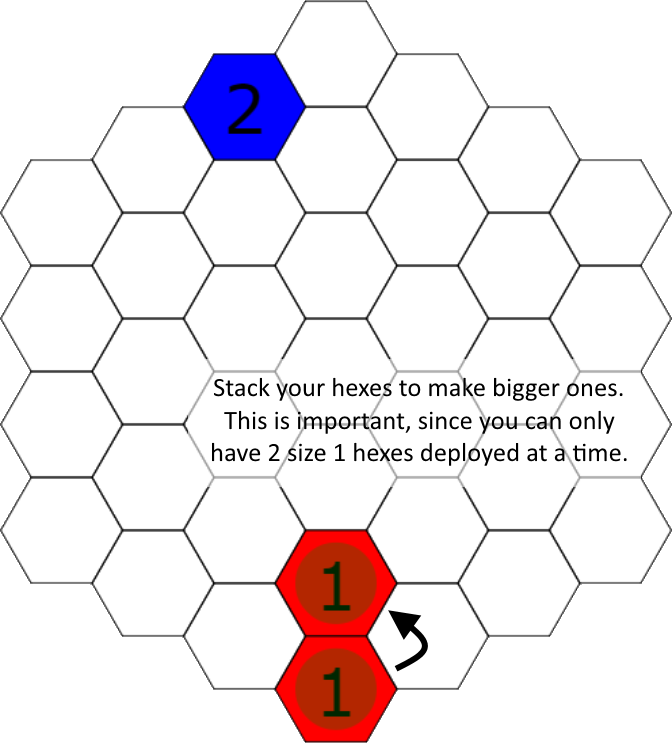 2
Stack your hexes to make bigger ones.
This is important, since you can only
have 2 size 1 hexes deployed at a time.
1
1